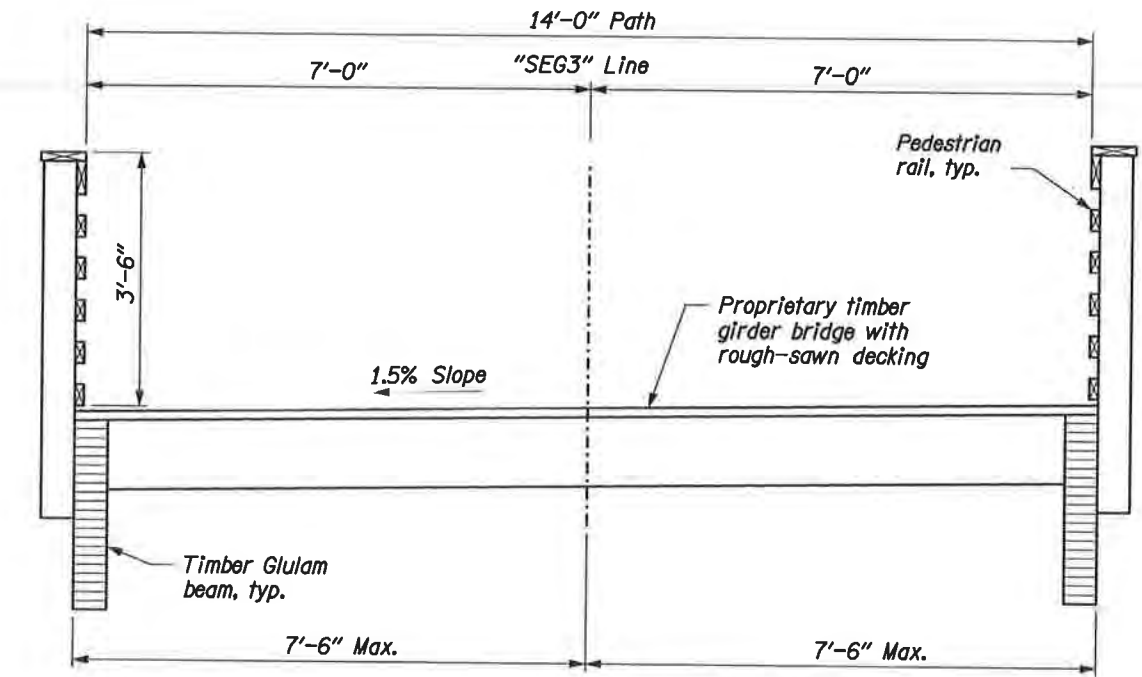 14'-0" Path
7'-0"
"SEG3" Line
7'-0"
Pedestrian
rail, typ.
3'-6"
Proprietary timber
girder bridge with
rough-sawn decking
1.5% Slope
Timber Glulam
beam, typ.
7'-6" Max.
7'-6" Max.